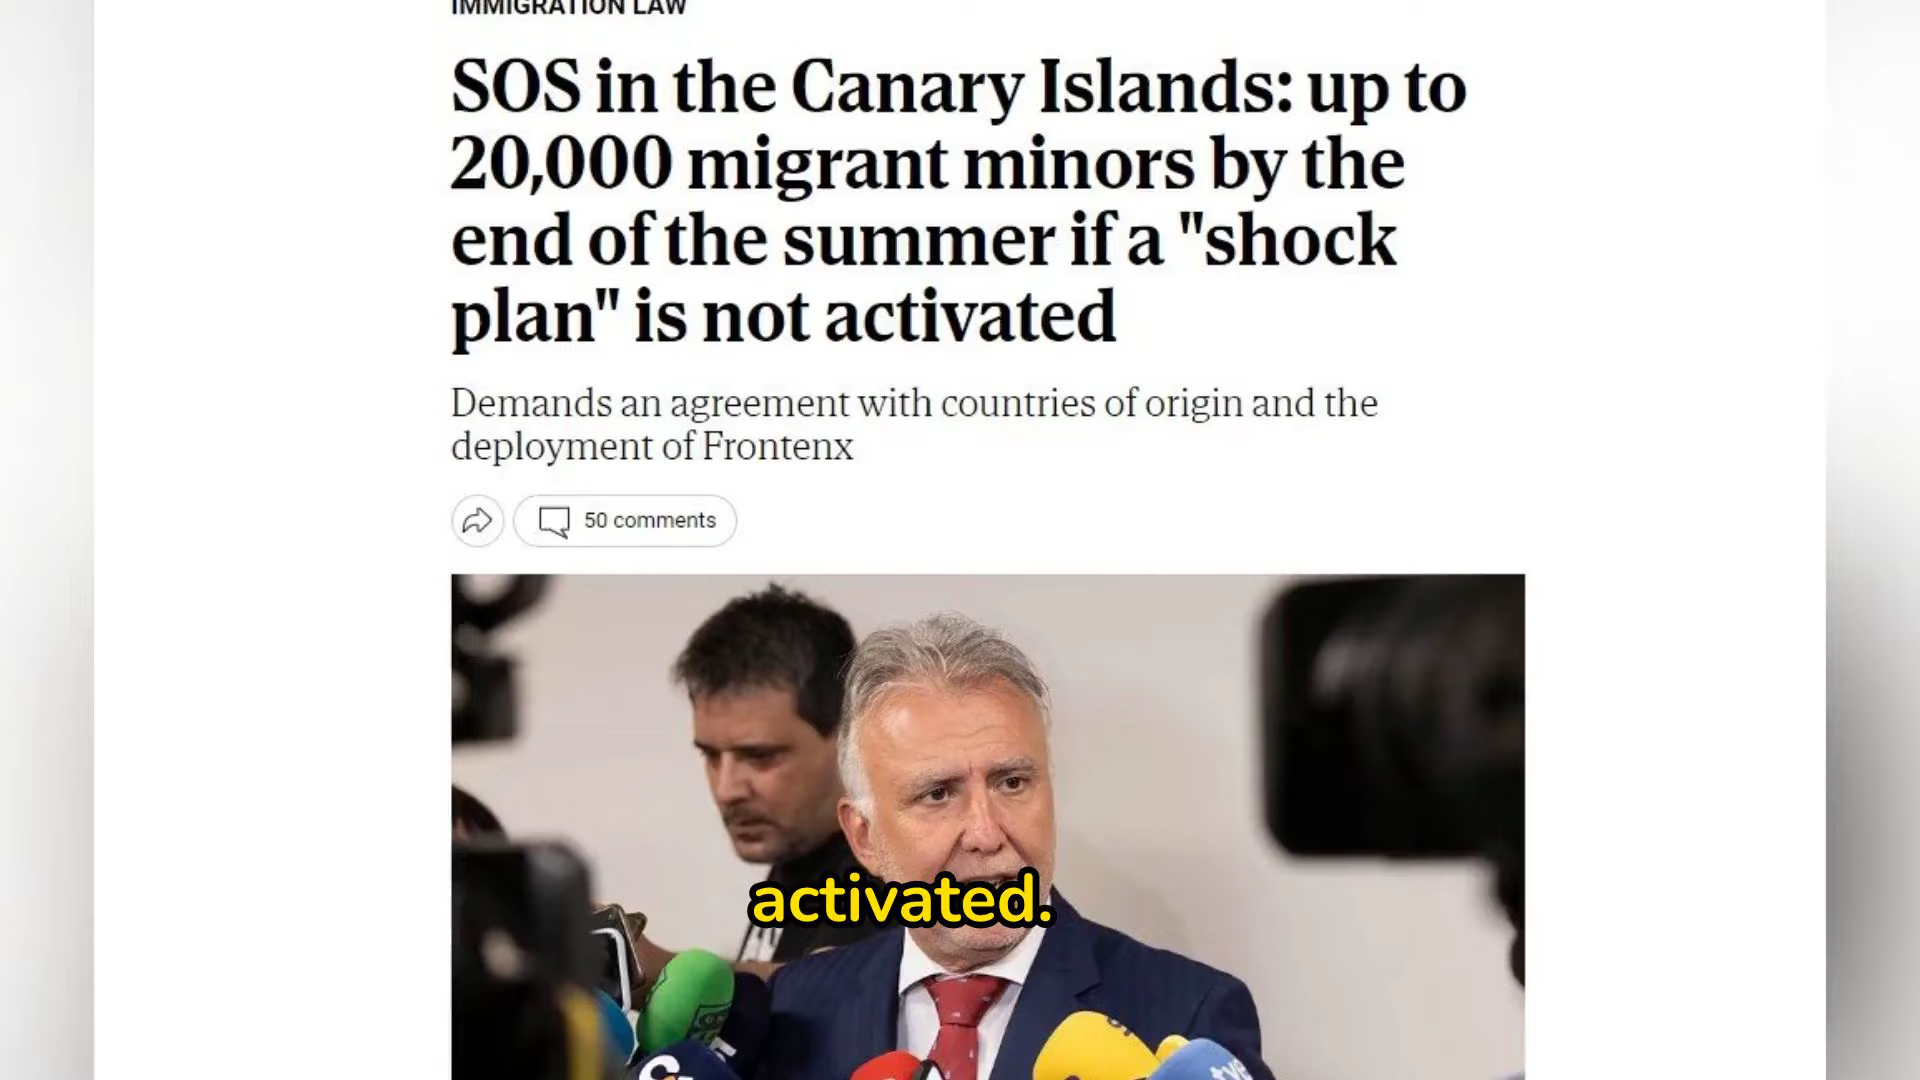 IMMIGRATION LAW
SOS in the Canary Islands: up to
20,000 migrant minors by the
end of the summer if a "shock
plan" is not activated
Demands an agreement with countries of origin and the
deployment of Frontenx
50 comments
activated.
tve